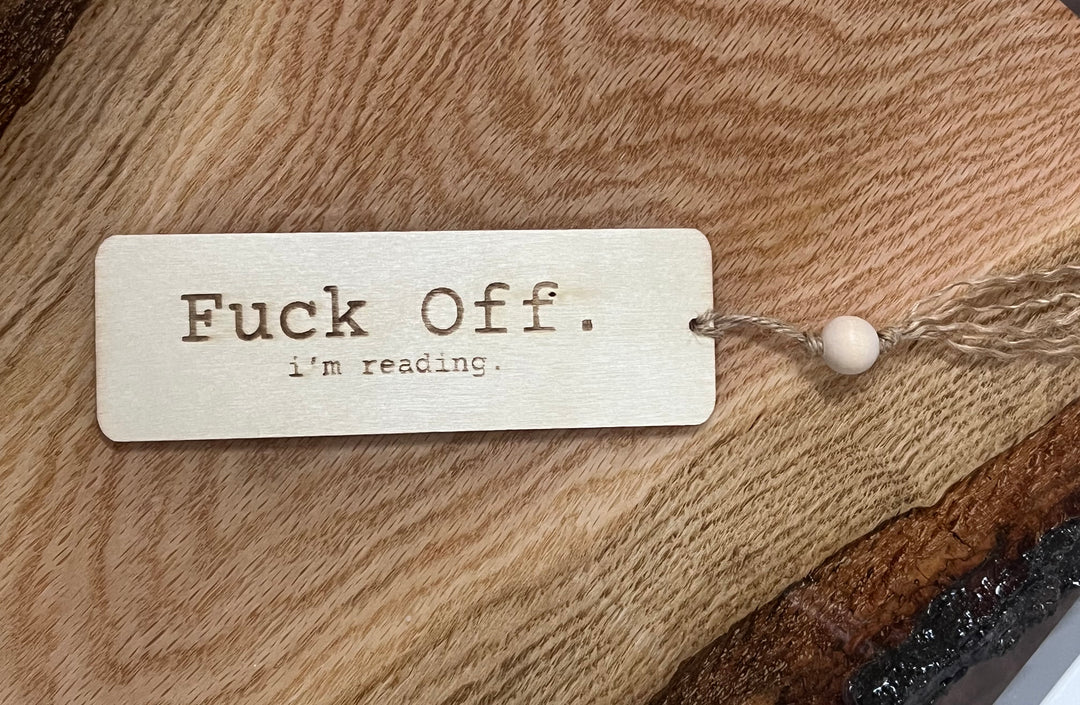 Fuck Off.
i'm reading.